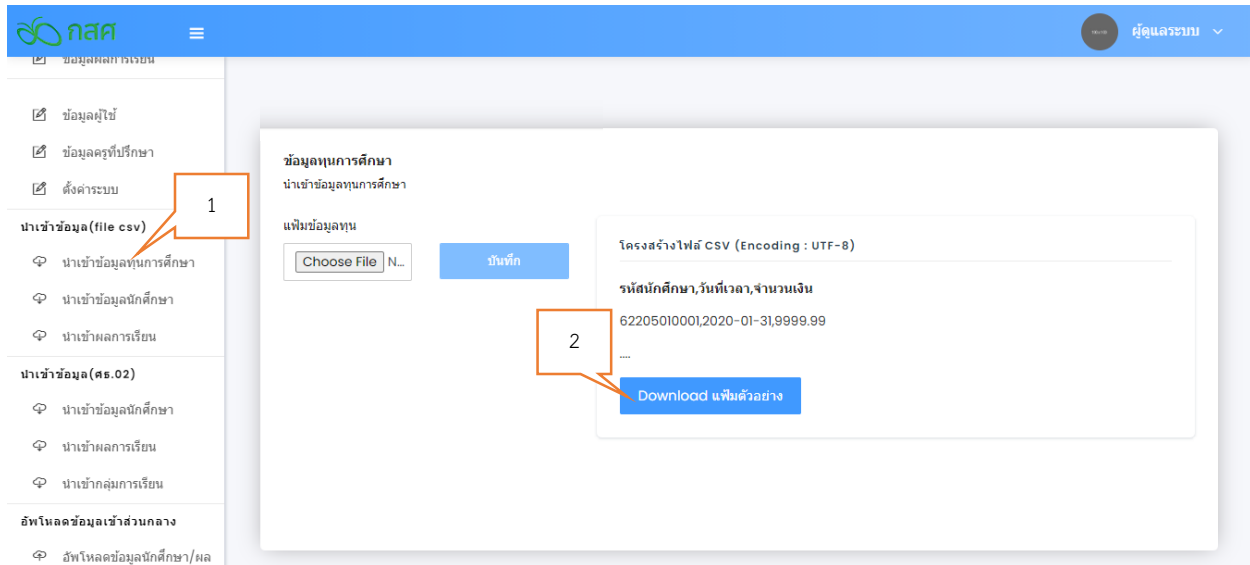 กสศ
ผู้ดูแลระบบ
ข้อมูลผลการเรียน
ข้อมูลผู้ใช้
ข้อมูลครูที่ปรึกษา
ตั้งค่าระบบ
1
นำเข้าข้อมูล(file csv)
นำเข้าข้อมูลทุนการศึกษา
นำเข้าข้อมูลนักศึกษา
นำเข้าผลการเรียน
นำเข้าข้อมูล(ศธ.02)
นำเข้าข้อมูลนักศึกษา
นำเข้าผลการเรียน
นำเข้ากลุ่มการเรียน
อัพโหลดข้อมูลเข้าส่วนกลาง
อัพโหลดข้อมูลนักศึกษา/ผล
ข้อมูลทุนการศึกษา
นำเข้าข้อมูลทุนการศึกษา
แฟ้มข้อมูลทุน
Choose File N...
บันทึก
โครงสร้างไฟล์ CSV (Encoding : UTF-8)
รหัสนักศึกษา,วันที่เวลา,จำนวนเงิน
62205010001,2020-01-31,9999.99
....
2
Download แฟ้มตัวอย่าง